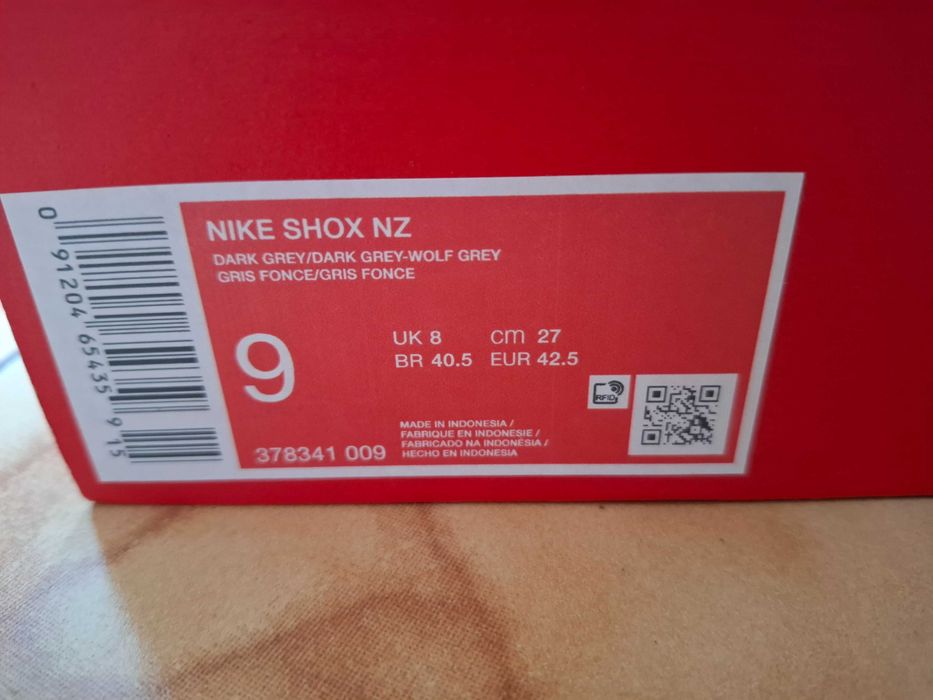 0 91204 65435 9 15
NIKE SHOX NZ
DARK GREY/DARK GREY-WOLF GREY
GRIS FONCE/GRIS FONCE
9
UK 8 cm 27
BR 40.5 EUR 42.5
RFID
378341 009
MADE IN INDONESIA /
FABRIQUE EN INDONESIE /
FABRICADO NA INDONÉSIA /
HECHO EN INDONESIA